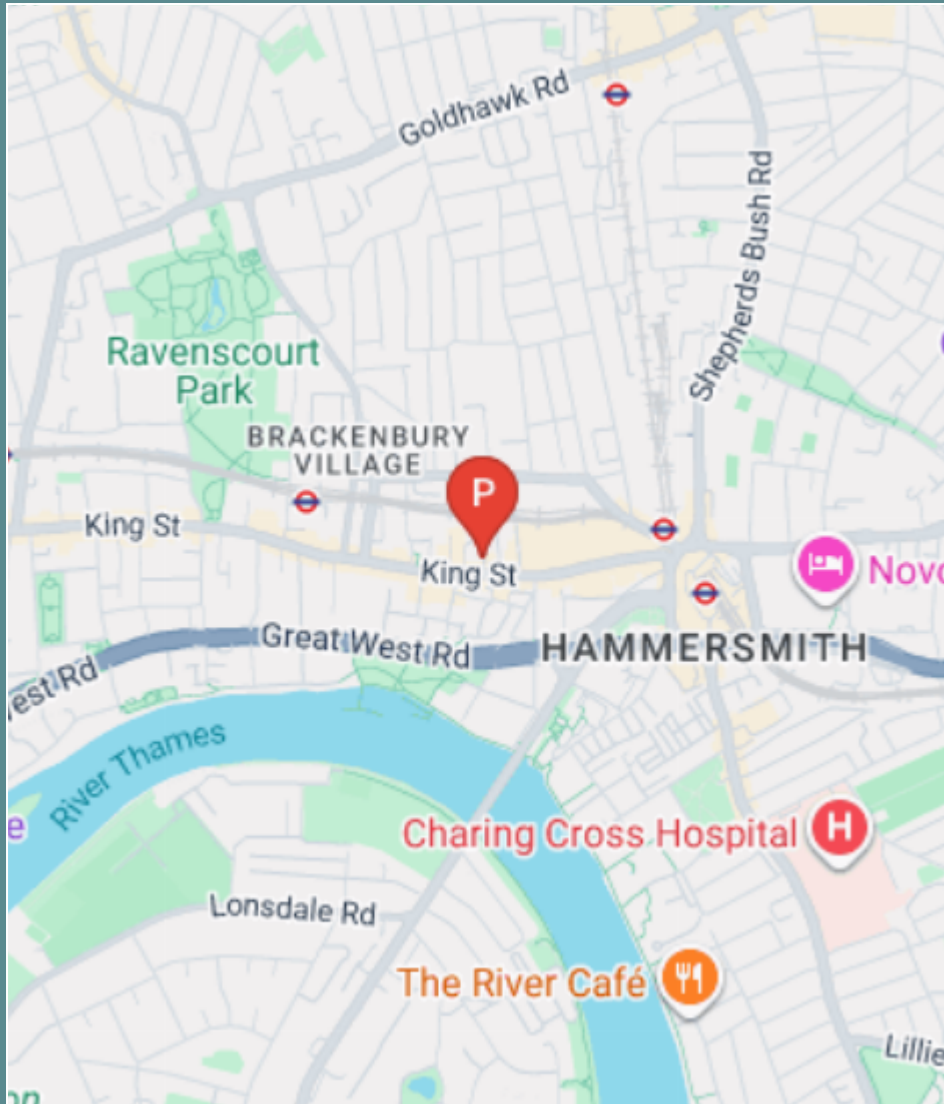 Goldhawk Rd
Shepherds Bush Rd
Ravenscourt
Park
BRACKENBURY
VILLAGE
P
King St
King St
Novo
Great West Rd
HAMMERSMITH
est Rd
River Thames
e
Charing Cross Hospital
H
Lonsdale Rd
The River Café
Lillie
on